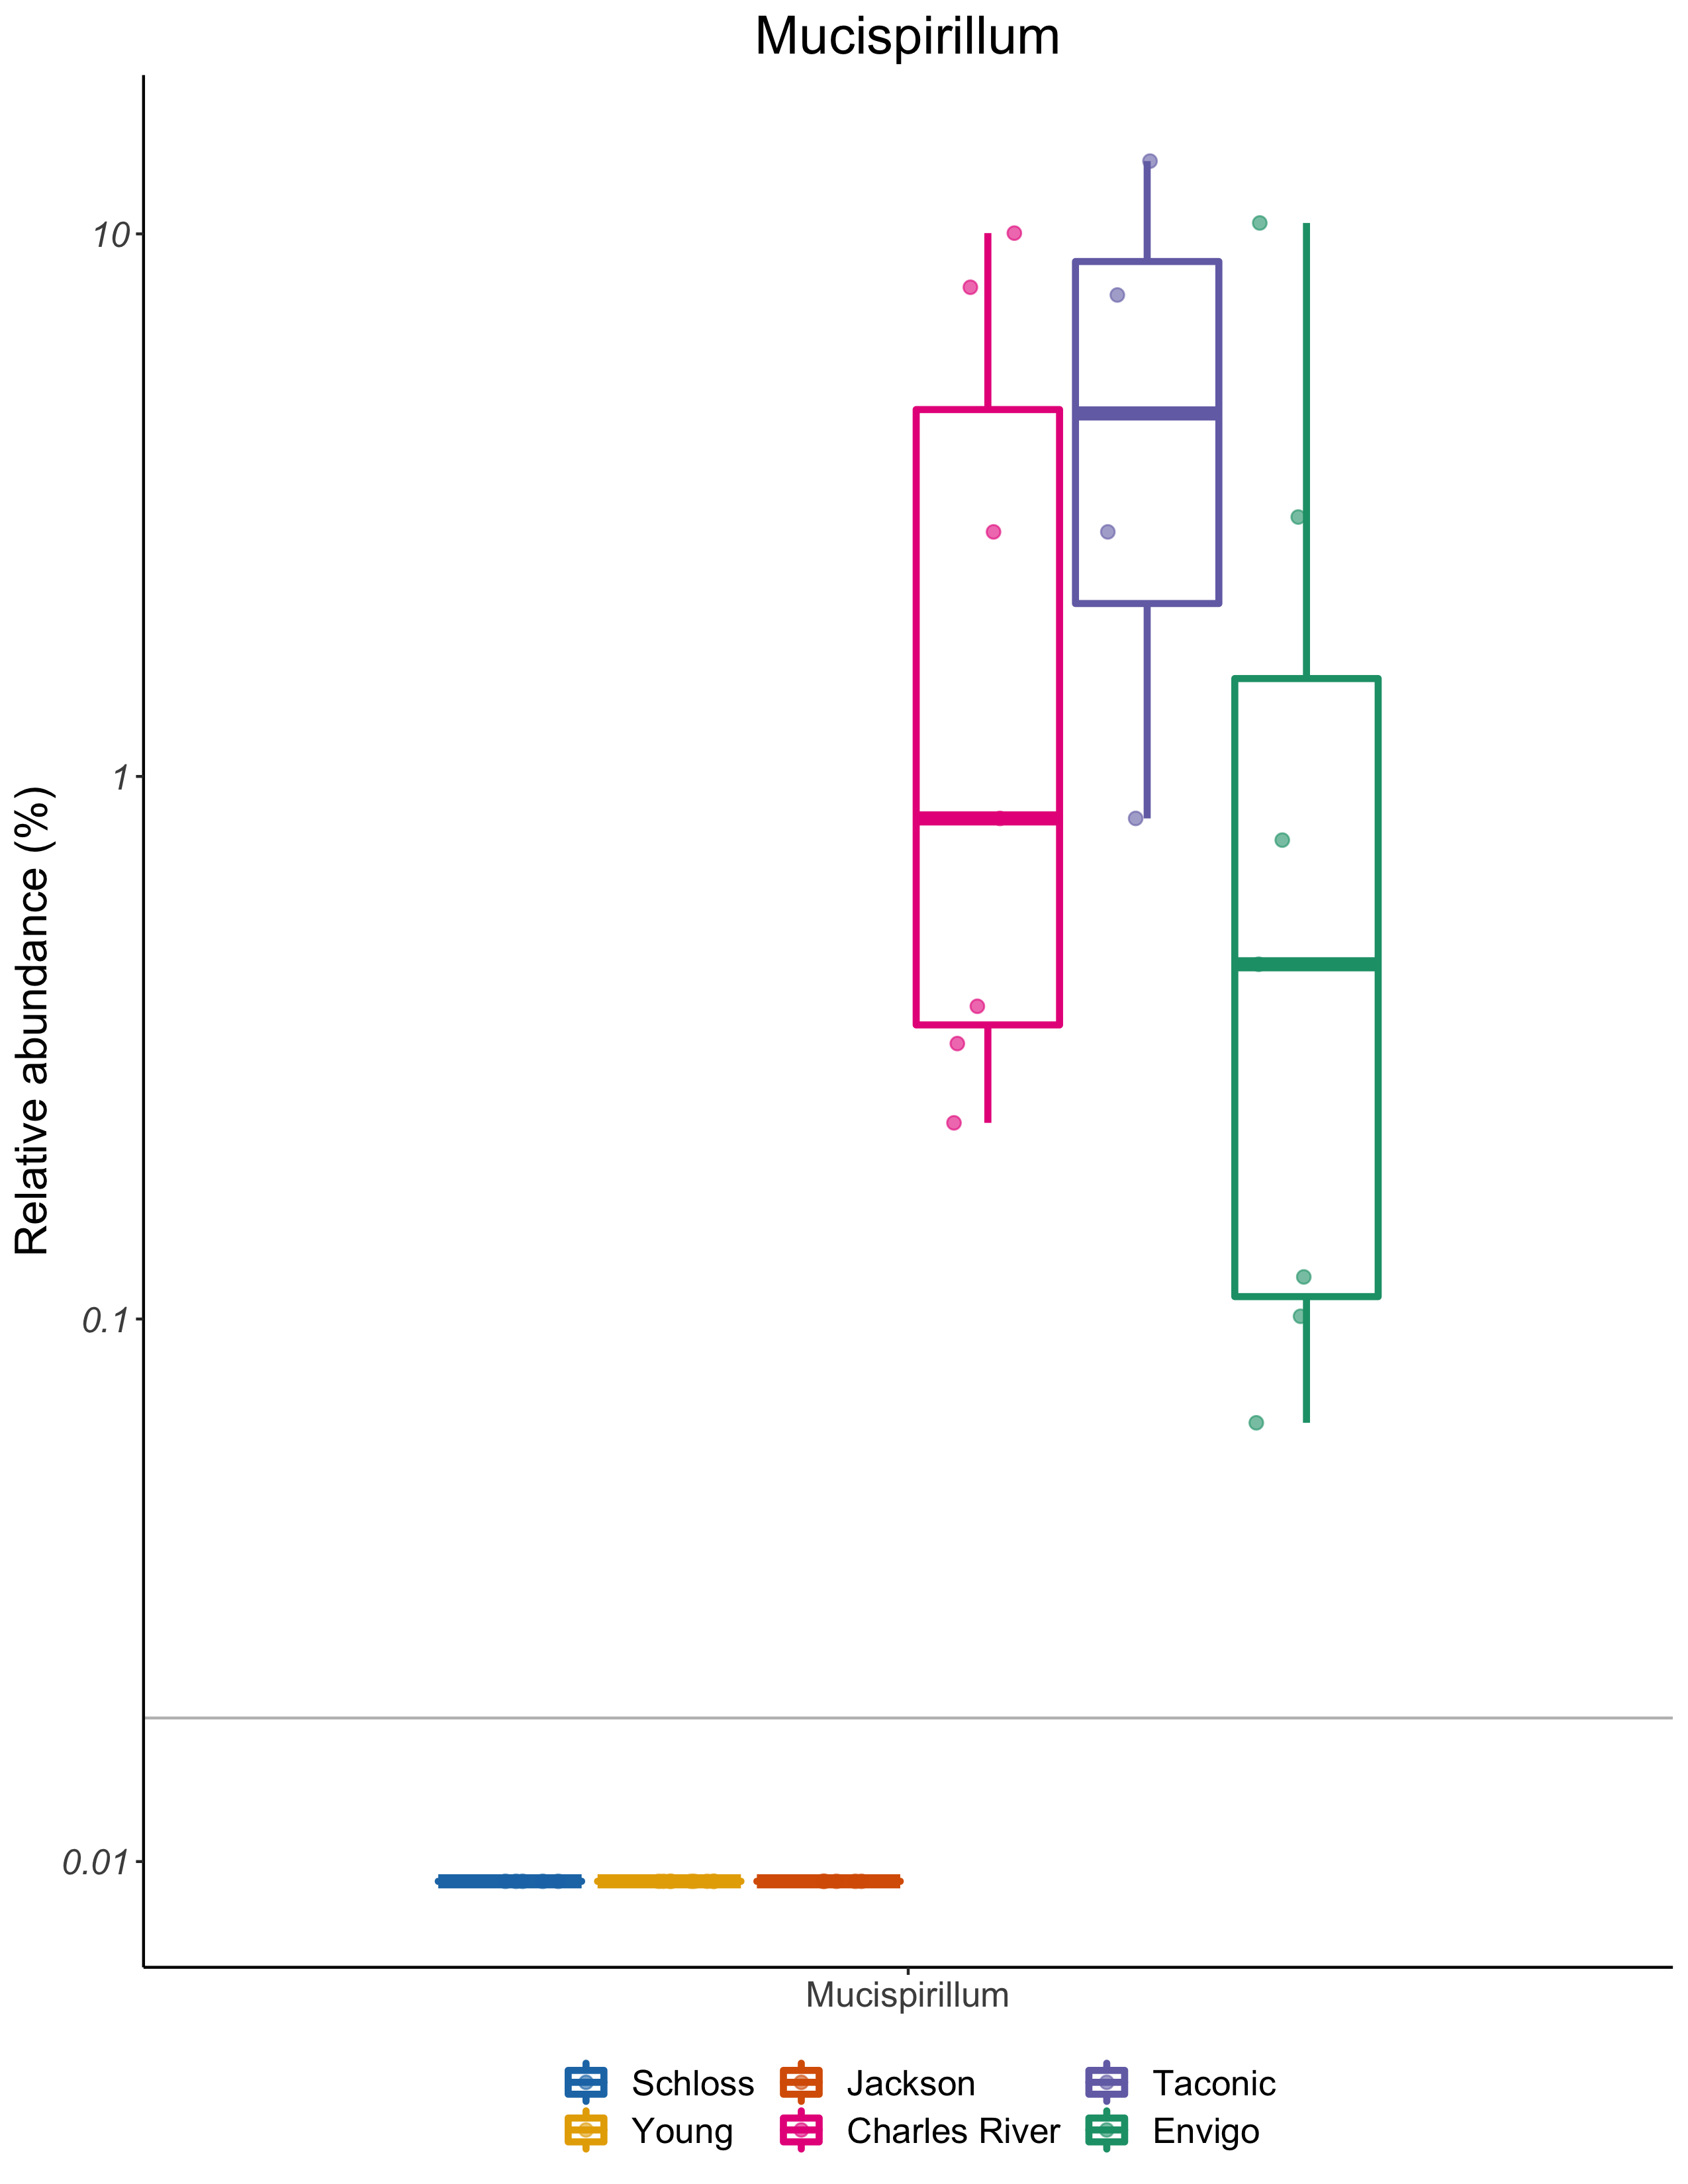 Mucispirillum
Relative abundance (%)
10
1
0.1
0.01
Mucispirillum
Schloss
Jackson
Taconic
Young
Charles River
Envigo